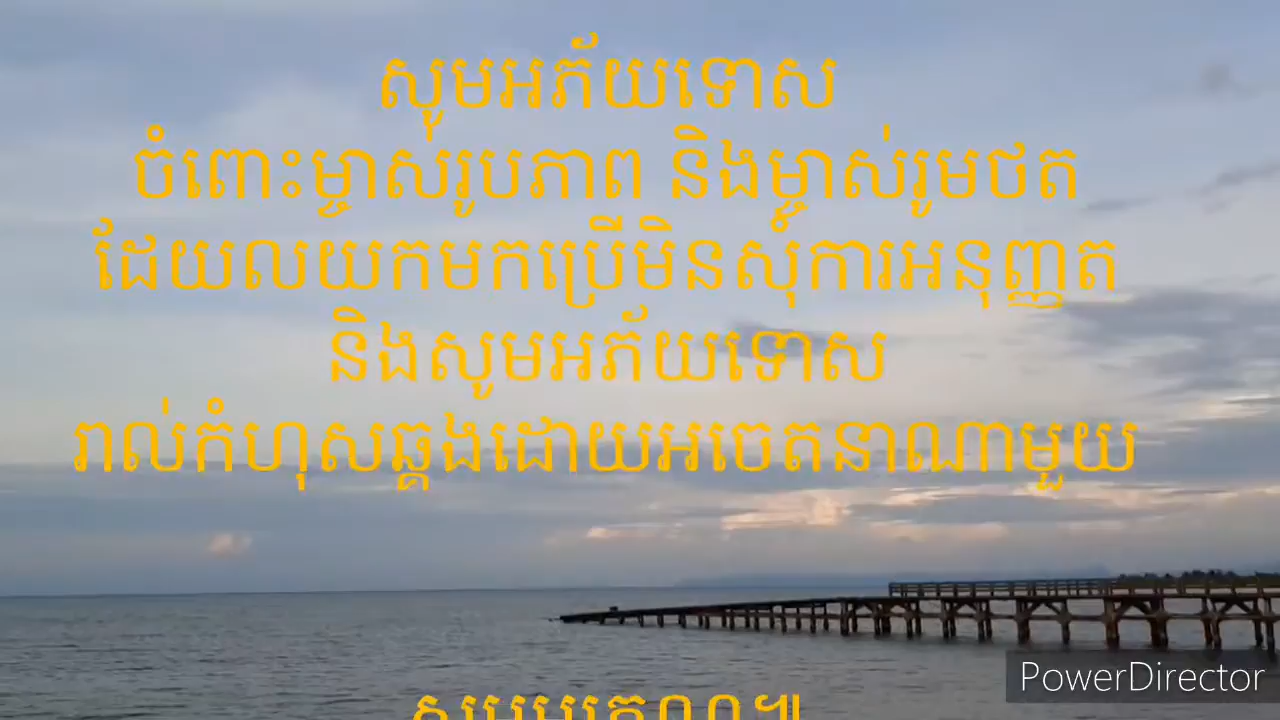 សូមអភ័យទោស
ចំពោះម្ចាស់រូបភាព និងម្ចាស់រូមថត
ដែយលយកមកប្រើមិនសុំការអនុញ្ញត
និងសូមអភ័យទោស
រាល់កំហុសឆ្គងដោយអចេតនាណាមួយ
PowerDirector